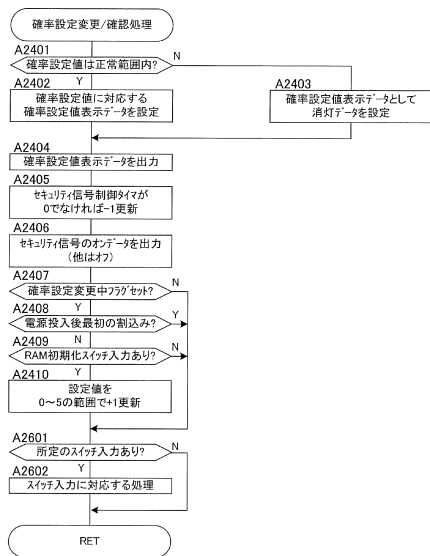 確率設定変更/確認処理
A2401
確率設定値は正常範囲内?
N
Y
A2402
確率設定値に対応する
確率設定値表示データを設定
A2403
確率設定値表示データとして
消灯データを設定
A2404
確率設定値表示データを出力
A2405
ｾｷｭﾘﾃｨ信号制御タイマが
0でなければ-1更新
A2406
ｾｷｭﾘﾃｨ信号のオンデータを出力
(他はオフ)
A2407
確率設定変更中フラグセット?
N
Y
A2408
電源投入後最初の割込み?
Y
N
A2409
RAM初期化スイッチ入力あり?
N
Y
A2410
設定値を
0～5の範囲で+1更新
A2601
所定のスイッチ入力あり?
N
Y
A2602
スイッチ入力に対応する処理
RET